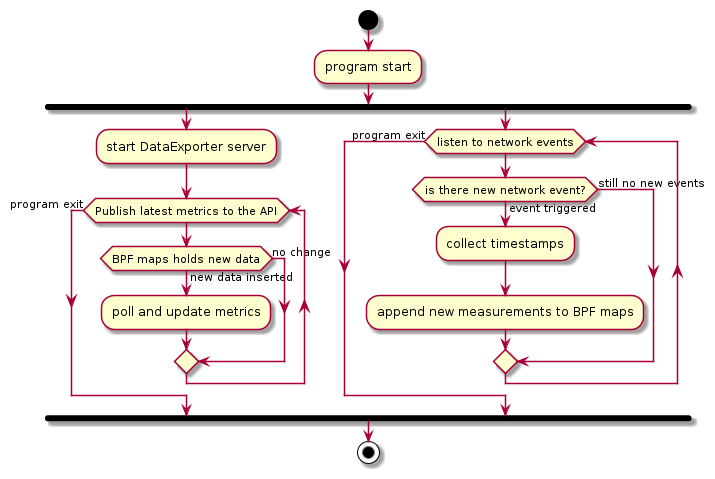 program start
start DataExporter server
program exit
Publish latest metrics to the API
BPF maps holds new data
no change
new data inserted
poll and update metrics
program exit
listen to network events
is there new network event?
still no new events
event triggered
collect timestamps
append new measurements to BPF maps